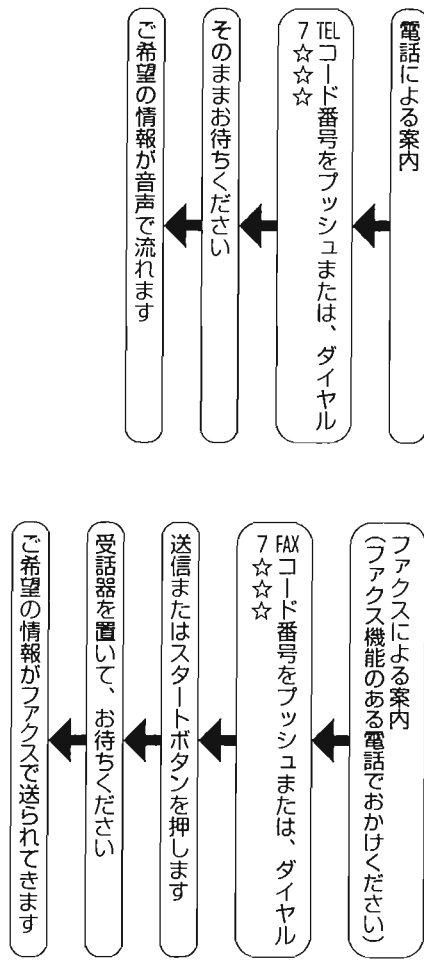 電話による案内
TELコード番号をプッシュまたは、ダイヤル
7☆☆☆
そのままお待ちください
ご希望の情報が音声で流れます
ファクスによる案内
(ファクス機能のある電話でおかけください)
FAXコード番号をプッシュまたは、ダイヤル
7☆☆☆
送信またはスタートボタンを押します
受話器を置いて、お待ちください
ご希望の情報がファクスで送られてきます